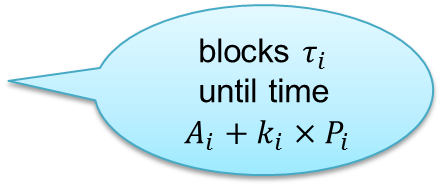 blocks τᵢ
until time
Aᵢ + kᵢ × Pᵢ